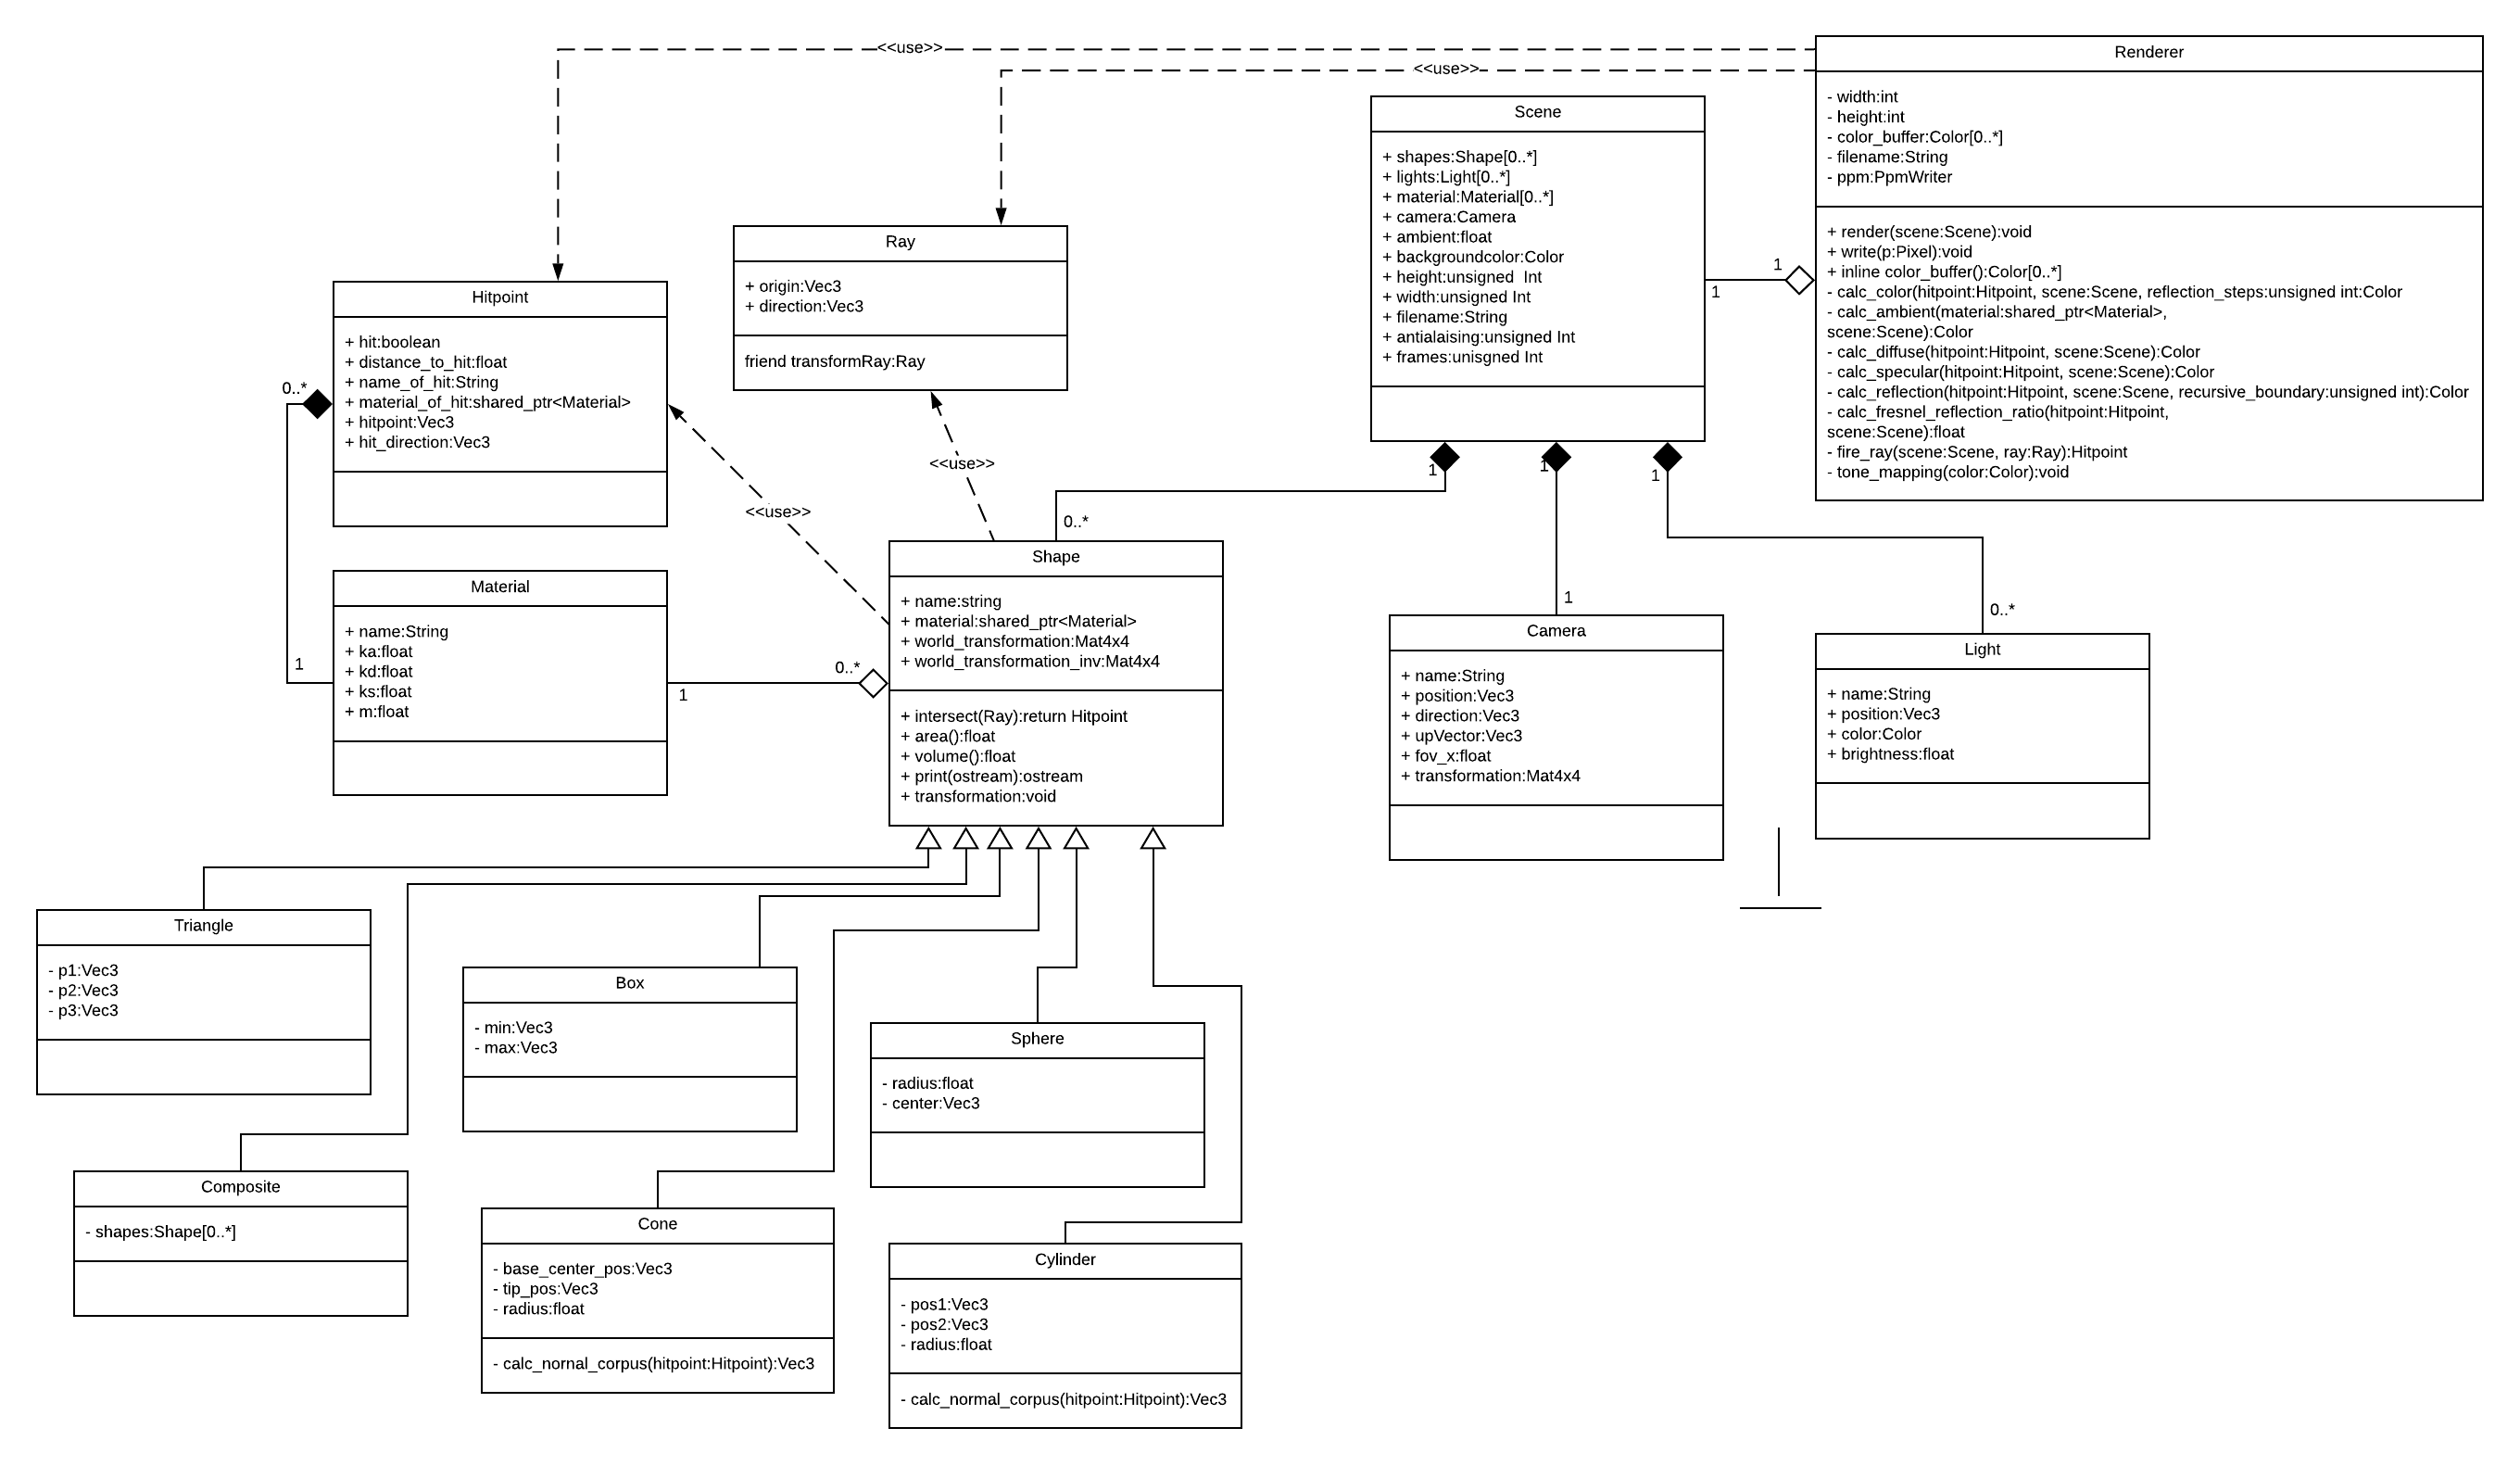 <<use>>
<<use>>
Renderer
- width:int
- height:int
- color_buffer:Color[0..*]
- filename:String
- ppm:PpmWriter
+ render(scene:Scene):void
+ write(p:Pixel):void
+ inline color_buffer():Color[0..*]
- calc_color(hitpoint:Hitpoint, scene:Scene, reflection_steps:unsigned int:Color
- calc_ambient(material:shared_ptr<Material>,
scene:Scene):Color
- calc_diffuse(hitpoint:Hitpoint, scene:Scene):Color
- calc_specular(hitpoint:Hitpoint, scene:Scene):Color
- calc_reflection(hitpoint:Hitpoint, scene:Scene, recursive_boundary:unsigned int):Color
- calc_fresnel_reflection_ratio(hitpoint:Hitpoint,
scene:Scene):float
- fire_ray(scene:Scene, ray:Ray):Hitpoint
- tone_mapping(color:Color):void
Scene
+ shapes:Shape[0..*]
+ lights:Light[0..*]
+ material:Material[0..*]
+ camera:Camera
+ ambient:float
+ backgroundcolor:Color
+ height:unsigned  Int
+ width:unsigned Int
+ filename:String
+ antialaising:unsigned Int
+ frames:unisgned Int
1
1
Ray
+ origin:Vec3
+ direction:Vec3
friend transformRay:Ray
Hitpoint
+ hit:boolean
+ distance_to_hit:float
+ name_of_hit:String
+ material_of_hit:shared_ptr<Material>
+ hitpoint:Vec3
+ hit_direction:Vec3
0..*
1
<<use>>
<<use>>
1
1
1
0..*
1
0..*
Material
+ name:String
+ ka:float
+ kd:float
+ ks:float
+ m:float
1
0..*
Shape
+ name:string
+ material:shared_ptr<Material>
+ world_transformation:Mat4x4
+ world_transformation_inv:Mat4x4
+ intersect(Ray):return Hitpoint
+ area():float
+ volume():float
+ print(ostream):ostream
+ transformation:void
Camera
+ name:String
+ position:Vec3
+ direction:Vec3
+ upVector:Vec3
+ fov_x:float
+ transformation:Mat4x4
Light
+ name:String
+ position:Vec3
+ color:Color
+ brightness:float
Triangle
- p1:Vec3
- p2:Vec3
- p3:Vec3
Box
- min:Vec3
- max:Vec3
Sphere
- radius:float
- center:Vec3
Composite
- shapes:Shape[0..*]
Cone
- base_center_pos:Vec3
- tip_pos:Vec3
- radius:float
- calc_nornal_corpus(hitpoint:Hitpoint):Vec3
Cylinder
- pos1:Vec3
- pos2:Vec3
- radius:float
- calc_normal_corpus(hitpoint:Hitpoint):Vec3